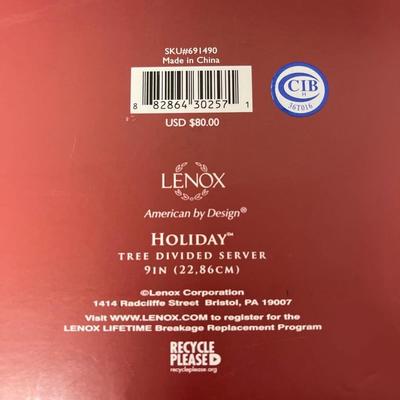 SKU#691490
Made in China
8 82864 30257 1
USD $80.00
CCIB
H
36T016
LENOX
American by Design®
HOLIDAY™
TREE DIVIDED SERVER
9IN (22,86CM)
©Lenox Corporation
1414 Radcliffe Street Bristol, PA 19007
Visit WWW.LENOX.COM to register for the
LENOX LIFETIME Breakage Replacement Program
RECYCLE
PLEASE
recycleplease.org